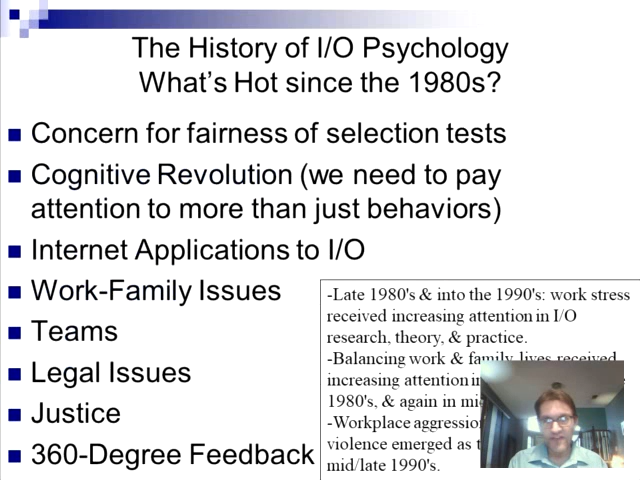 The History of I/O Psychology
What's Hot since the 1980s?
Concern for fairness of selection tests
Cognitive Revolution (we need to pay
attention to more than just behaviors)
Internet Applications to I/O
Work-Family Issues
Teams
Legal Issues
Justice
360-Degree Feedback
-Late 1980's & into the 1990's: work stress
received increasing attention in I/O
research, theory, & practice.
-Balancing work & family lives received
increasing attention in
1980's, & again in
-Workplace aggression
violence emerged as
mid/late 1990's.